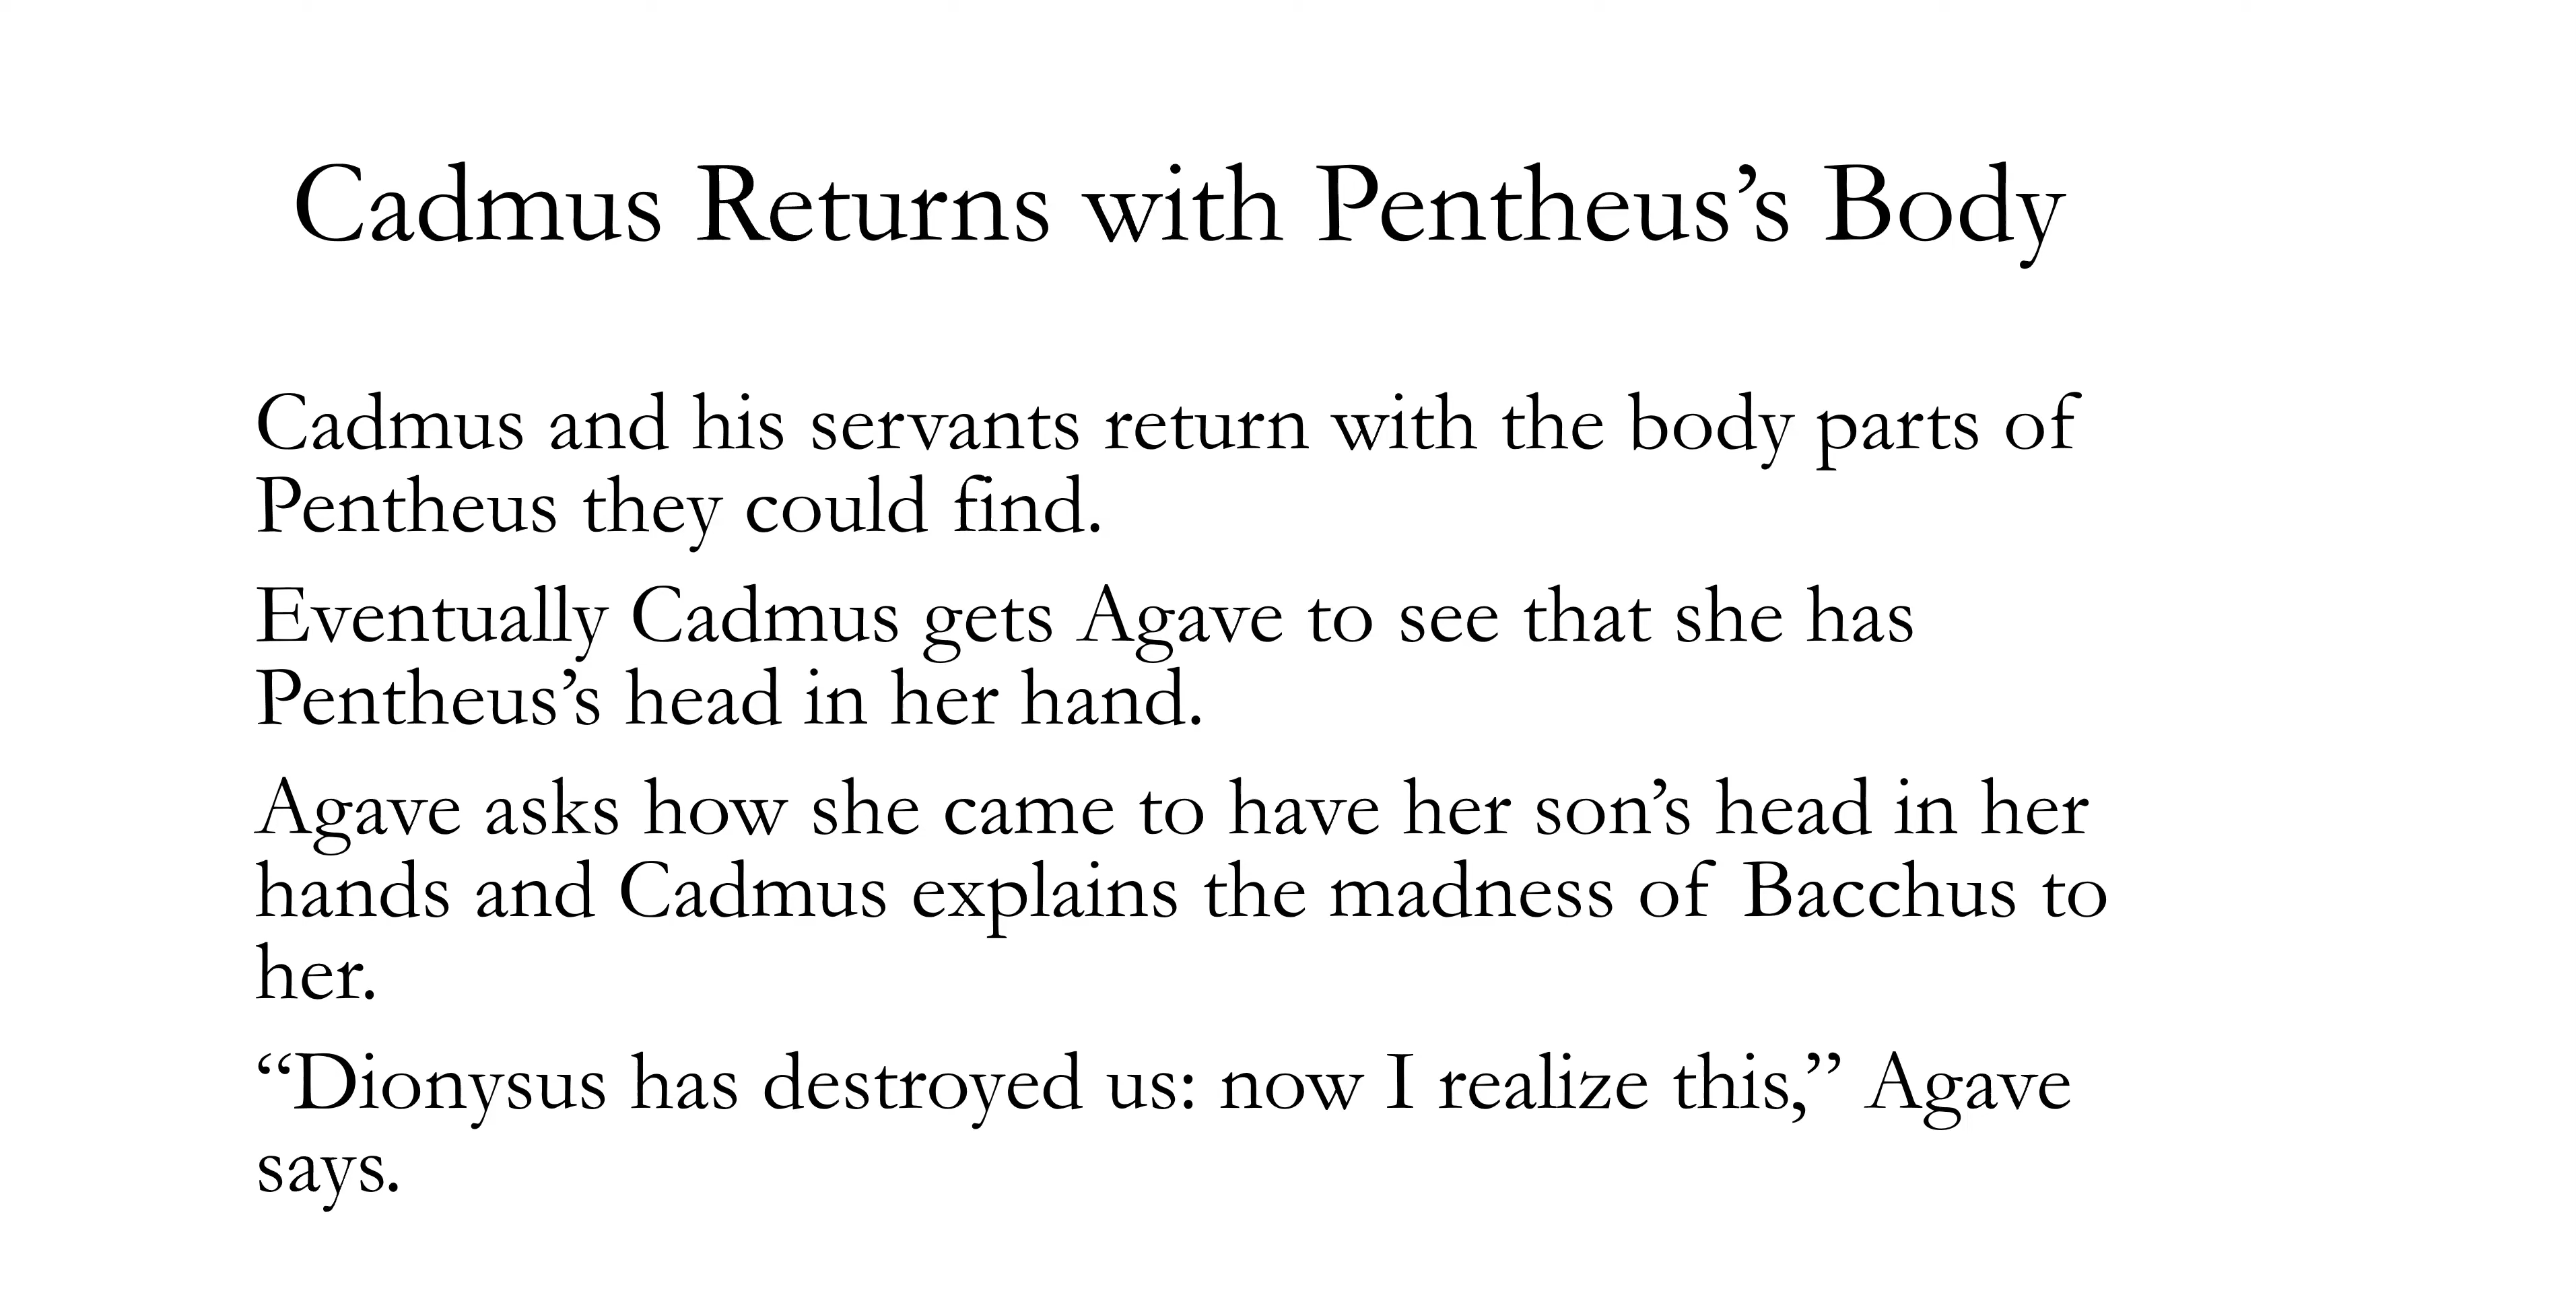 Cadmus Returns with Pentheus’s Body
Cadmus and his servants return with the body parts of
Pentheus they could find.
Eventually Cadmus gets Agave to see that she has
Pentheus’s head in her hand.
Agave asks how she came to have her son’s head in her
hands and Cadmus explains the madness of Bacchus to
her.
“Dionysus has destroyed us: now I realize this,” Agave
says.